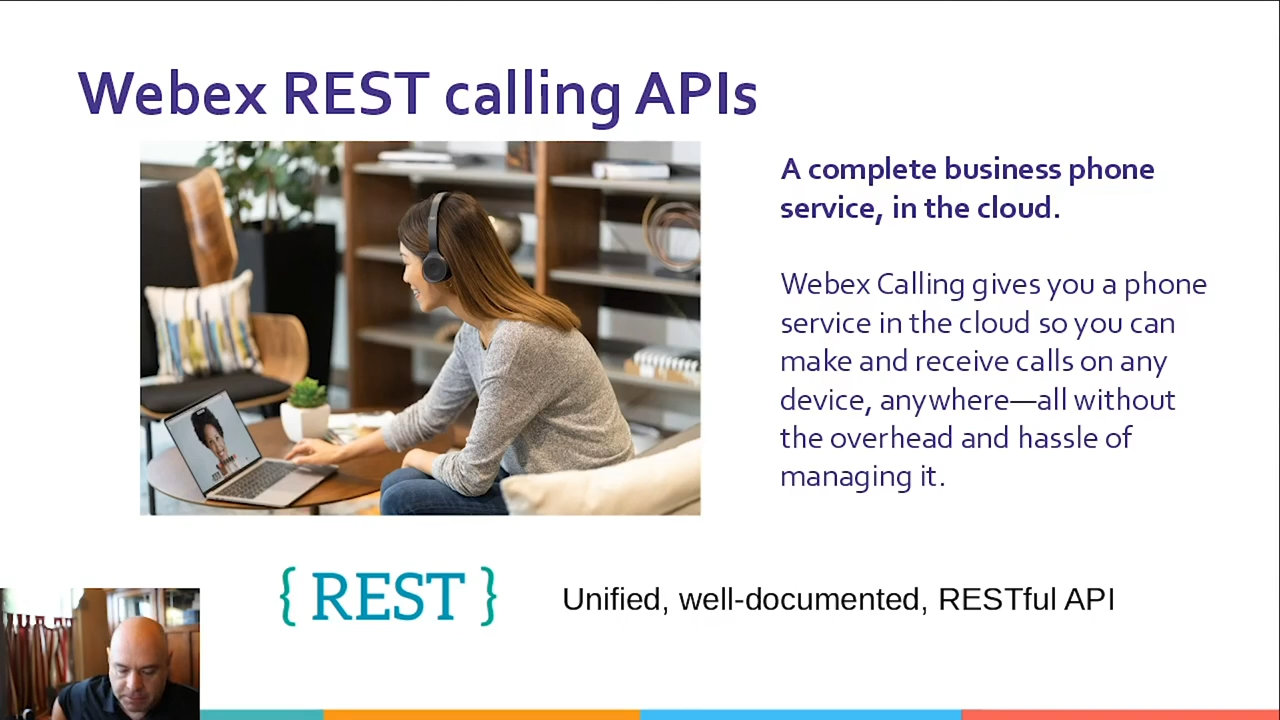 Webex REST calling APIs
A complete business phone
service, in the cloud.
Webex Calling gives you a phone
service in the cloud so you can
make and receive calls on any
device, anywhere—all without
the overhead and hassle of
managing it.
{ REST }
Unified, well-documented, RESTful API